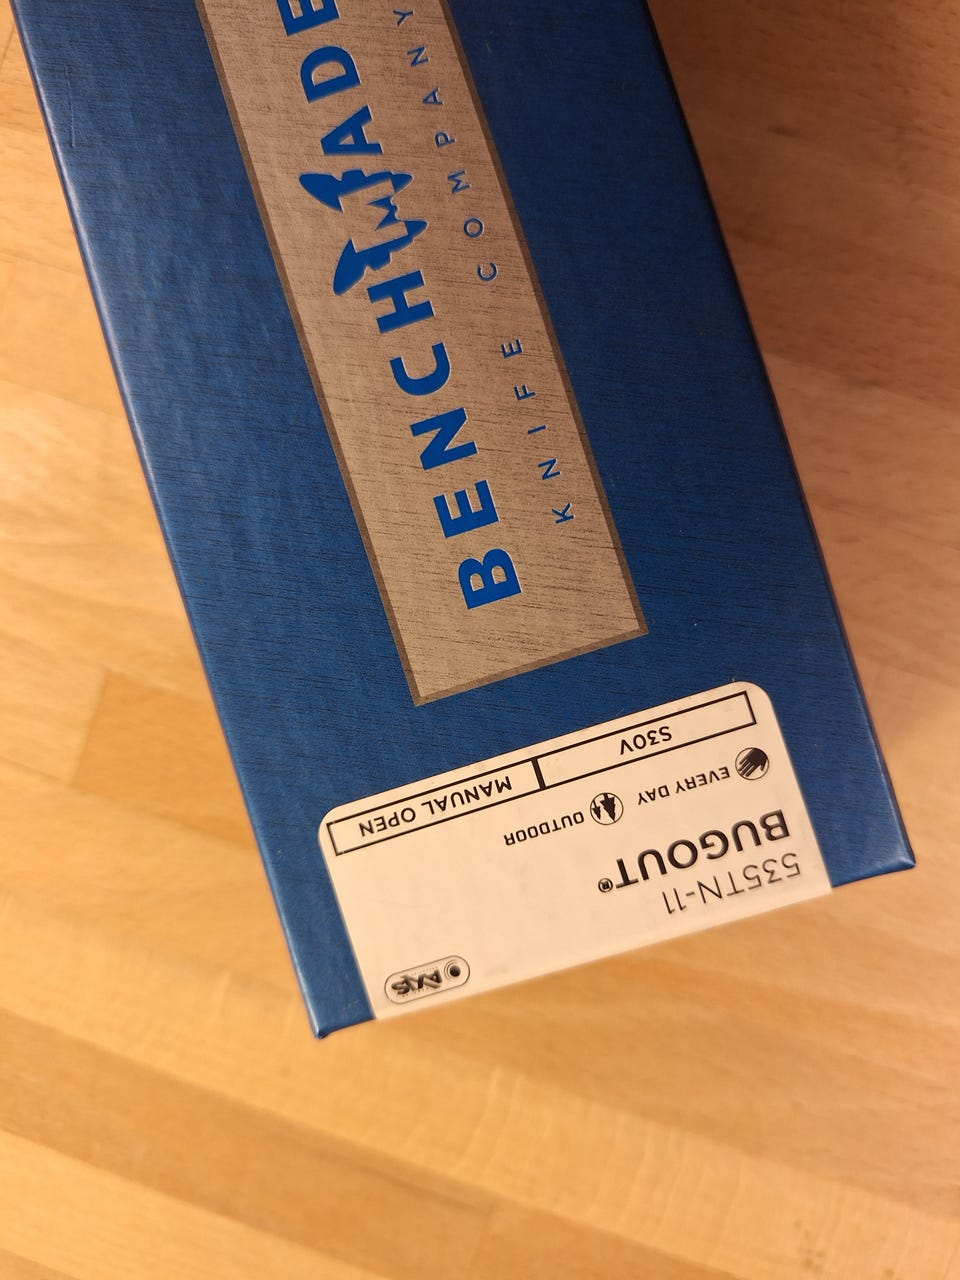 BENCHMADE
KNIFE COMPANY
535TN-11
BUGOUT®
EVERY DAY OUTDOOR
S30V MANUAL OPEN